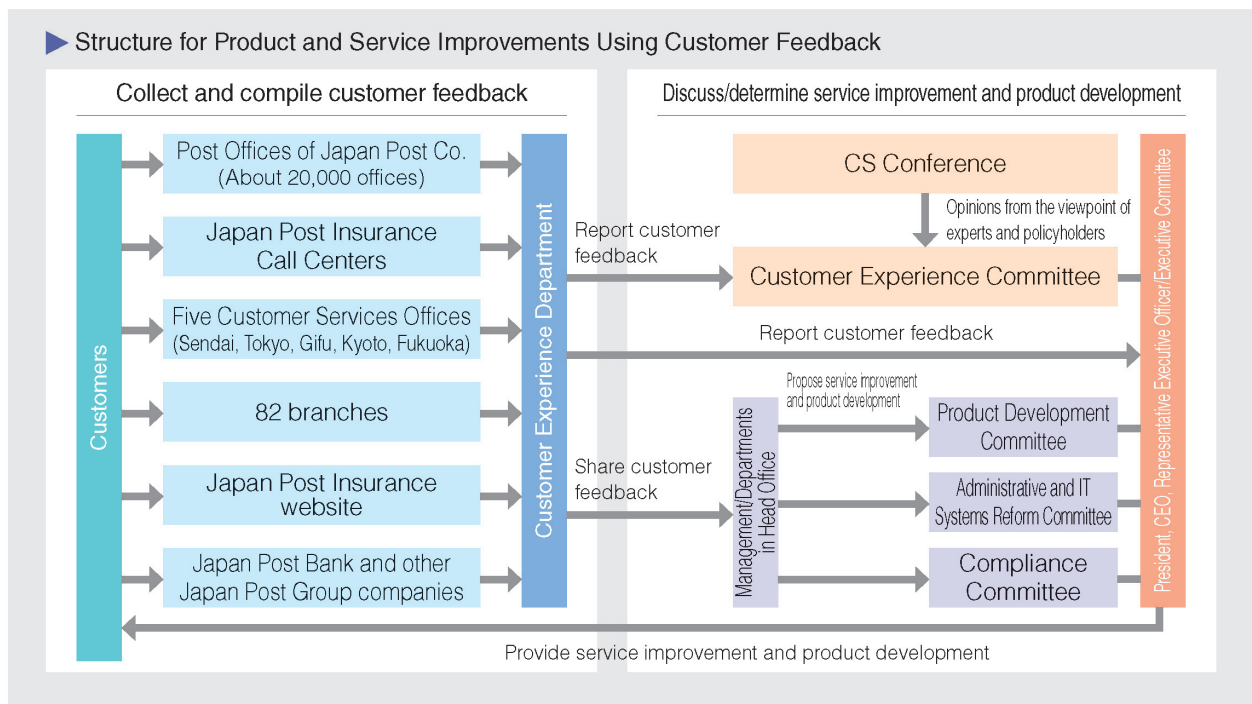 Structure for Product and Service Improvements Using Customer Feedback
Collect and compile customer feedback
Customers
Post Offices of Japan Post Co.
(About 20,000 offices)
Japan Post Insurance
Call Centers
Five Customer Services Offices
(Sendai, Tokyo, Gifu, Kyoto, Fukuoka)
82 branches
Japan Post Insurance
website
Japan Post Bank and other
Japan Post Group companies
Customer Experience Department
Discuss/determine service improvement and product development
CS Conference
Opinions from the viewpoint of
experts and policyholders
Report customer
feedback
Customer Experience Committee
Report customer feedback
Share customer
feedback
Management/Departments
in Head Office
Propose service improvement
and product development
Product Development
Committee
Administrative and IT
Systems Reform Committee
Compliance
Committee
President, CEO, Representative Executive Officer/Executive Committee
Provide service improvement and product development